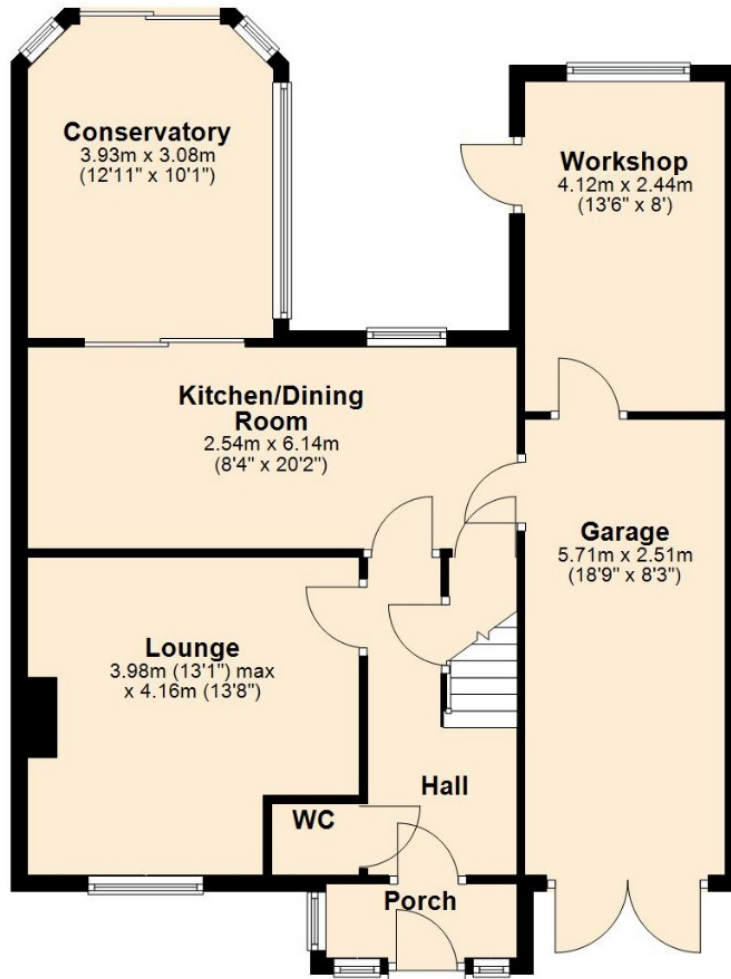 Conservatory
3.93m x 3.08m
(12'11" x 10'1")
Workshop
4.12m x 2.44m
(13'6" x 8')
Kitchen/Dining
Room
2.54m x 6.14m
(8'4" x 20'2")
Garage
5.71m x 2.51m
(18'9" x 8'3")
Lounge
3.98m (13'1") max
x 4.16m (13'8")
Hall
WC
Porch